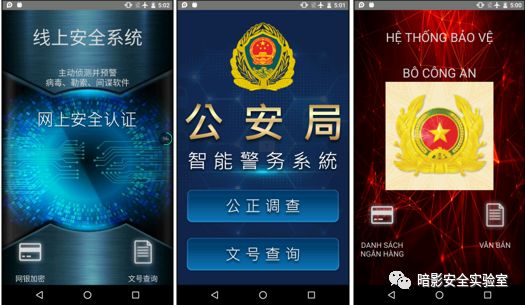 5:02
线上安全系统
主动侦测并预警
病毒、勒索、间谍软件
网上安全认证
网银加密
文号查询
5:01
公安局
智能警务系統
公正调查
文号查询
5:00
HỆ THỐNG BẢO VỆ
BỘ CÔNG AN
DANH SÁCH
NGÂN HÀNG
VĂN BẢN
暗影安全实验室